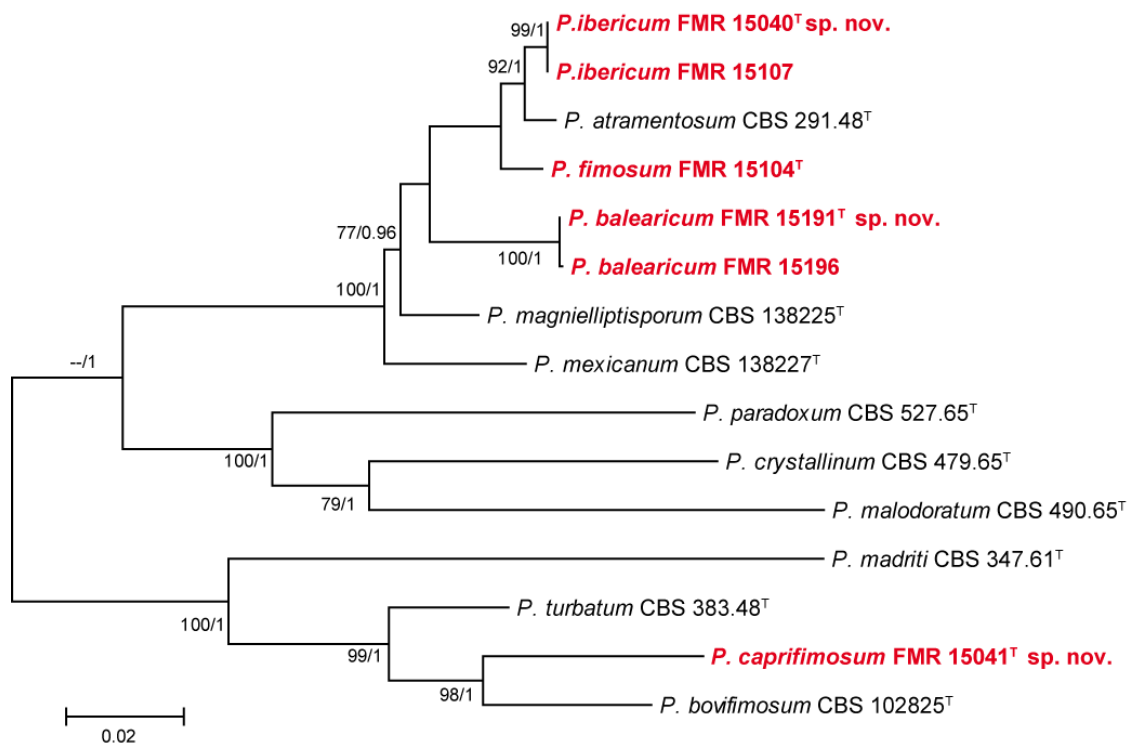 99/1
P.ibericum FMR 15040T sp. nov.
P.ibericum FMR 15107
92/1
P. atramentosum CBS 291.48T
P. fimosum FMR 15104T
P. balearicum FMR 15191T sp. nov.
77/0.96
100/1
P. balearicum FMR 15196
100/1
P. magnielliptisporum CBS 138225T
P. mexicanum CBS 138227T
--/1
P. paradoxum CBS 527.65T
100/1
P. crystallinum CBS 479.65T
79/1
P. malodoratum CBS 490.65T
P. madriti CBS 347.61T
P. turbatum CBS 383.48T
100/1
99/1
P. caprifimosum FMR 15041T sp. nov.
98/1
P. bovifimosum CBS 102825T
0.02